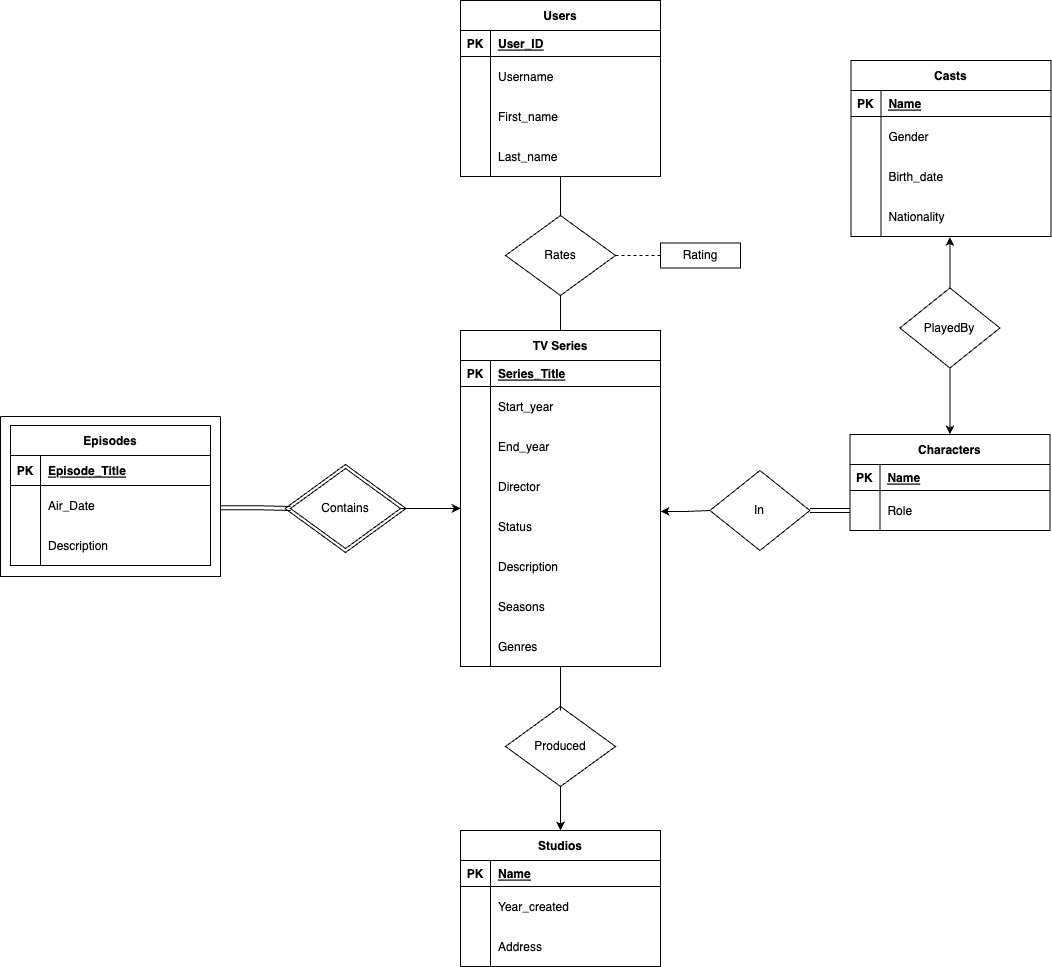 Users
PK User_ID
Username
First_name
Last_name
Rates
Rating
Casts
PK Name
Gender
Birth_date
Nationality
PlayedBy
TV Series
PK Series_Title
Start_year
End_year
Director
Status
Description
Seasons
Genres
Episodes
PK Episode_Title
Air_Date
Description
Contains
In
Characters
PK Name
Role
Produced
Studios
PK Name
Year_created
Address